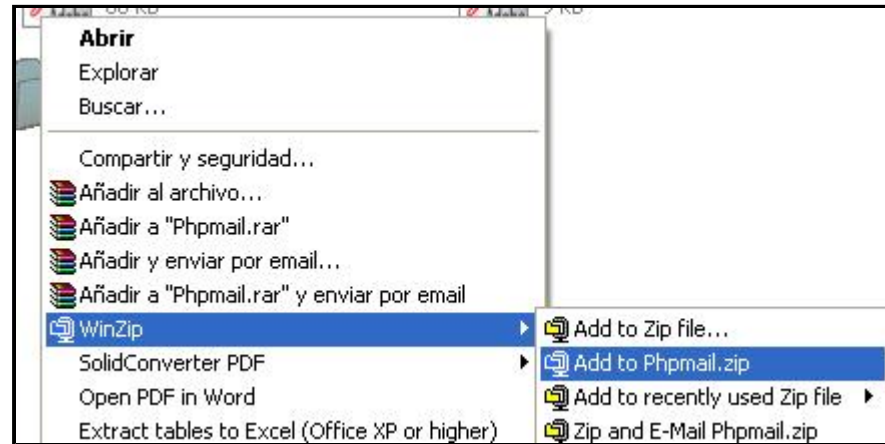 Abrir
Explorar
Buscar...
Compartir y seguridad...
Añadir al archivo...
Añadir a "Phpmail.rar"
Añadir y enviar por email...
Añadir a "Phpmail.rar" y enviar por email
WinZip
SolidConverter PDF
Open PDF in Word
Extract tables to Excel (Office XP or higher)
Add to Zip file...
Add to Phpmail.zip
Add to recently used Zip file
Zip and E-Mail Phpmail.zip